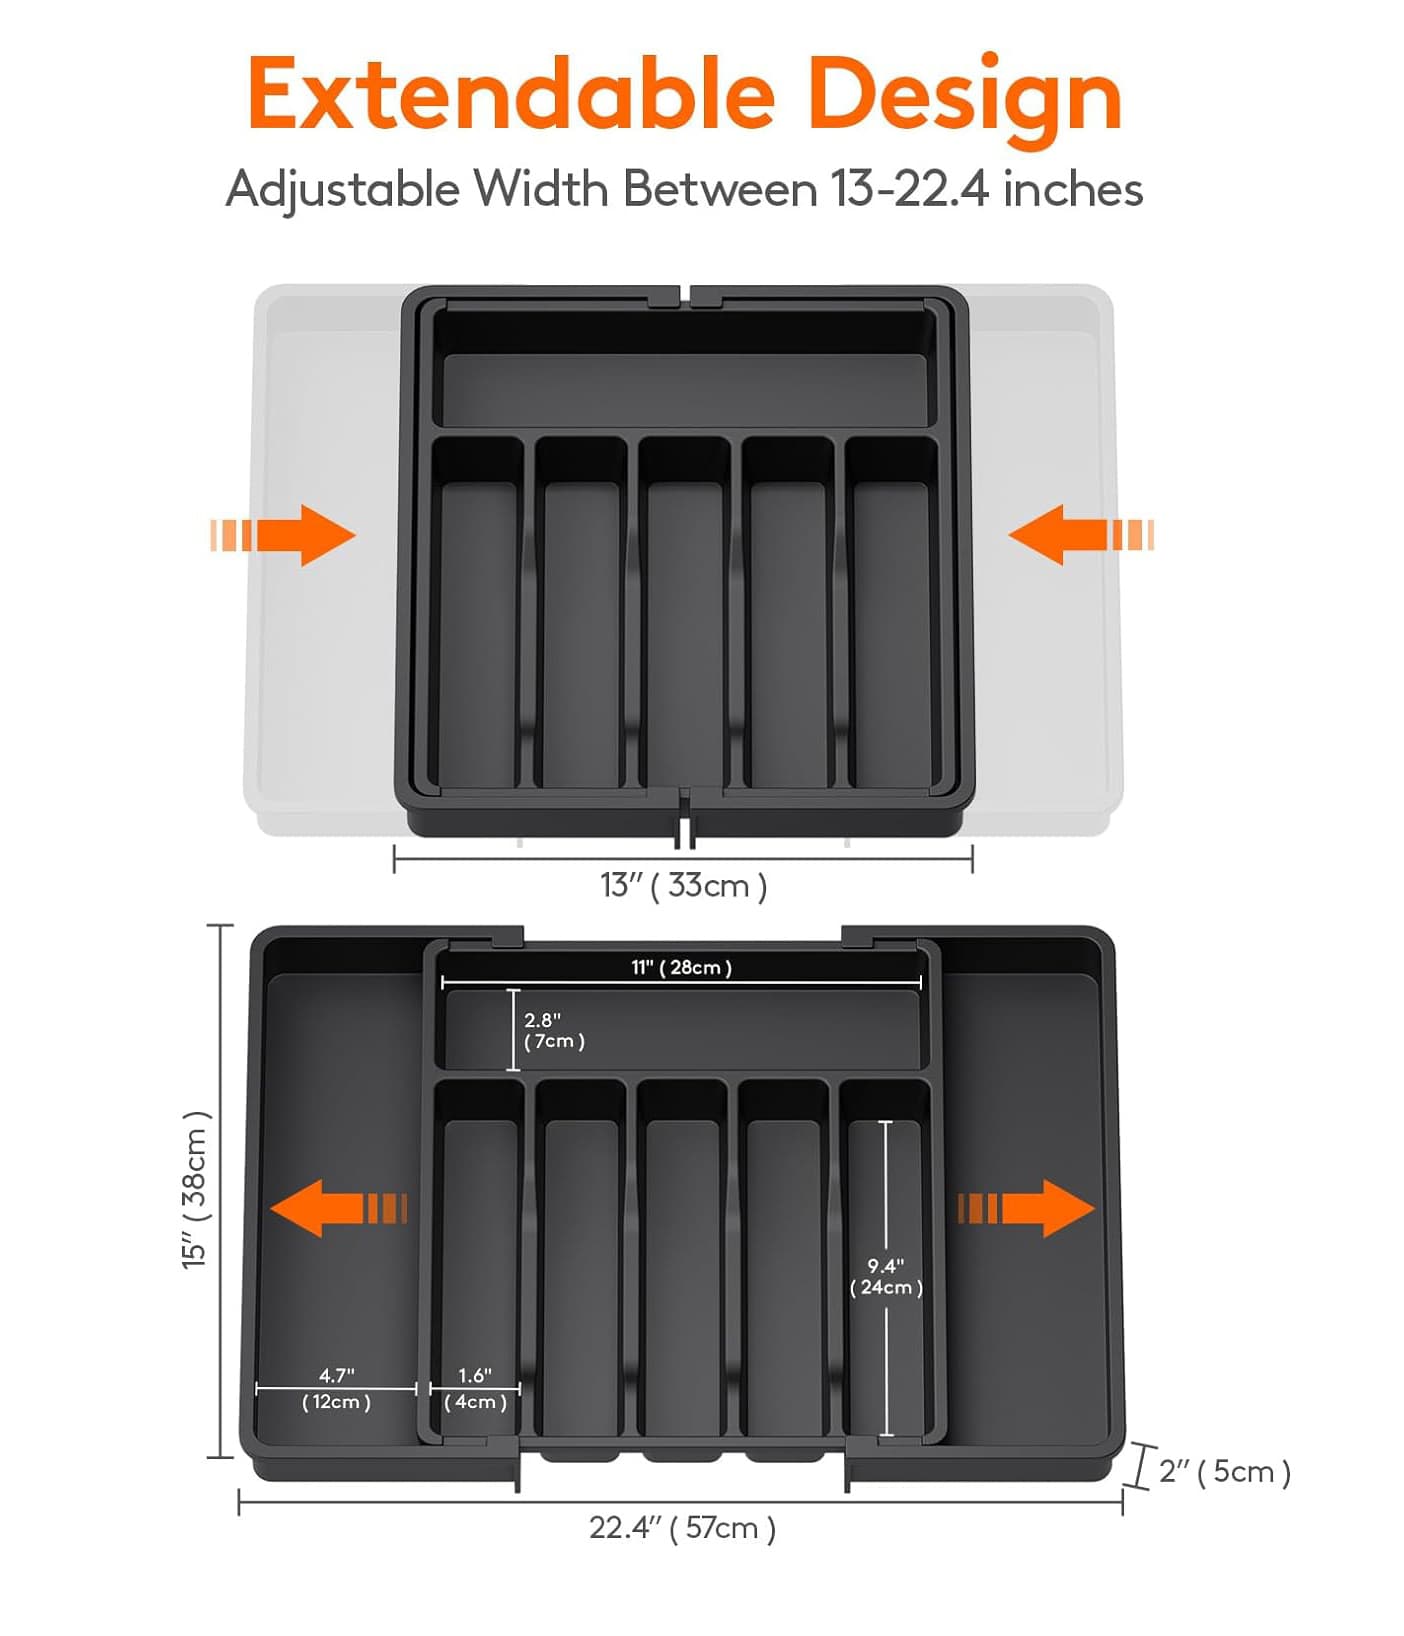 Extendable Design
Adjustable Width Between 13-22.4 inches
13″ ( 33cm )
11" ( 28cm )
2.8"
( 7cm )
15″ ( 38cm )
9.4"
( 24cm )
4.7"
( 12cm )
1.6"
( 4cm )
2″ ( 5cm )
22.4″ ( 57cm )